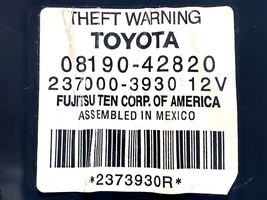 THEFT WARNING
TOYOTA
08190-42820
237000-3930 12V
FUJITSU TEN CORP. OF AMERICA
ASSEMBLED IN MEXICO
*2373930R*